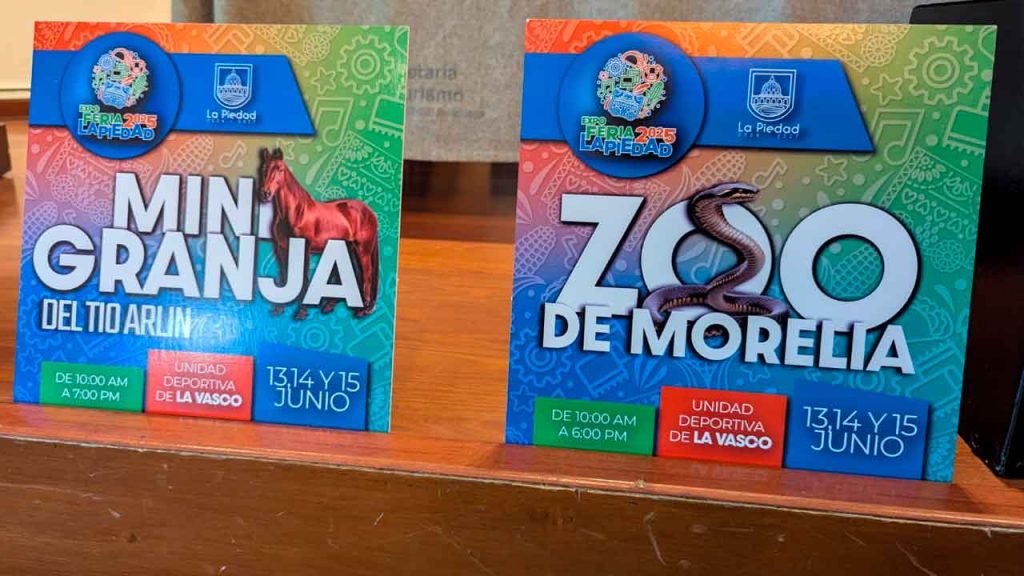 EXPO
FERIA 2025
LA PIEDAD
La Piedad
MINI
GRANJA
DEL TIO ARLIN
DE 10:00 AM
A 7:00 PM
UNIDAD
DEPORTIVA
DE LA VASCO
13,14 Y 15
JUNIO
etaría
urismo
EXPO
FERIA 2025
LA PIEDAD
La Piedad
ZOO
DE MORELIA
DE 10:00 AM
A 6:00 PM
UNIDAD
DEPORTIVA
DE LA VASCO
13,14 Y 15
JUNIO